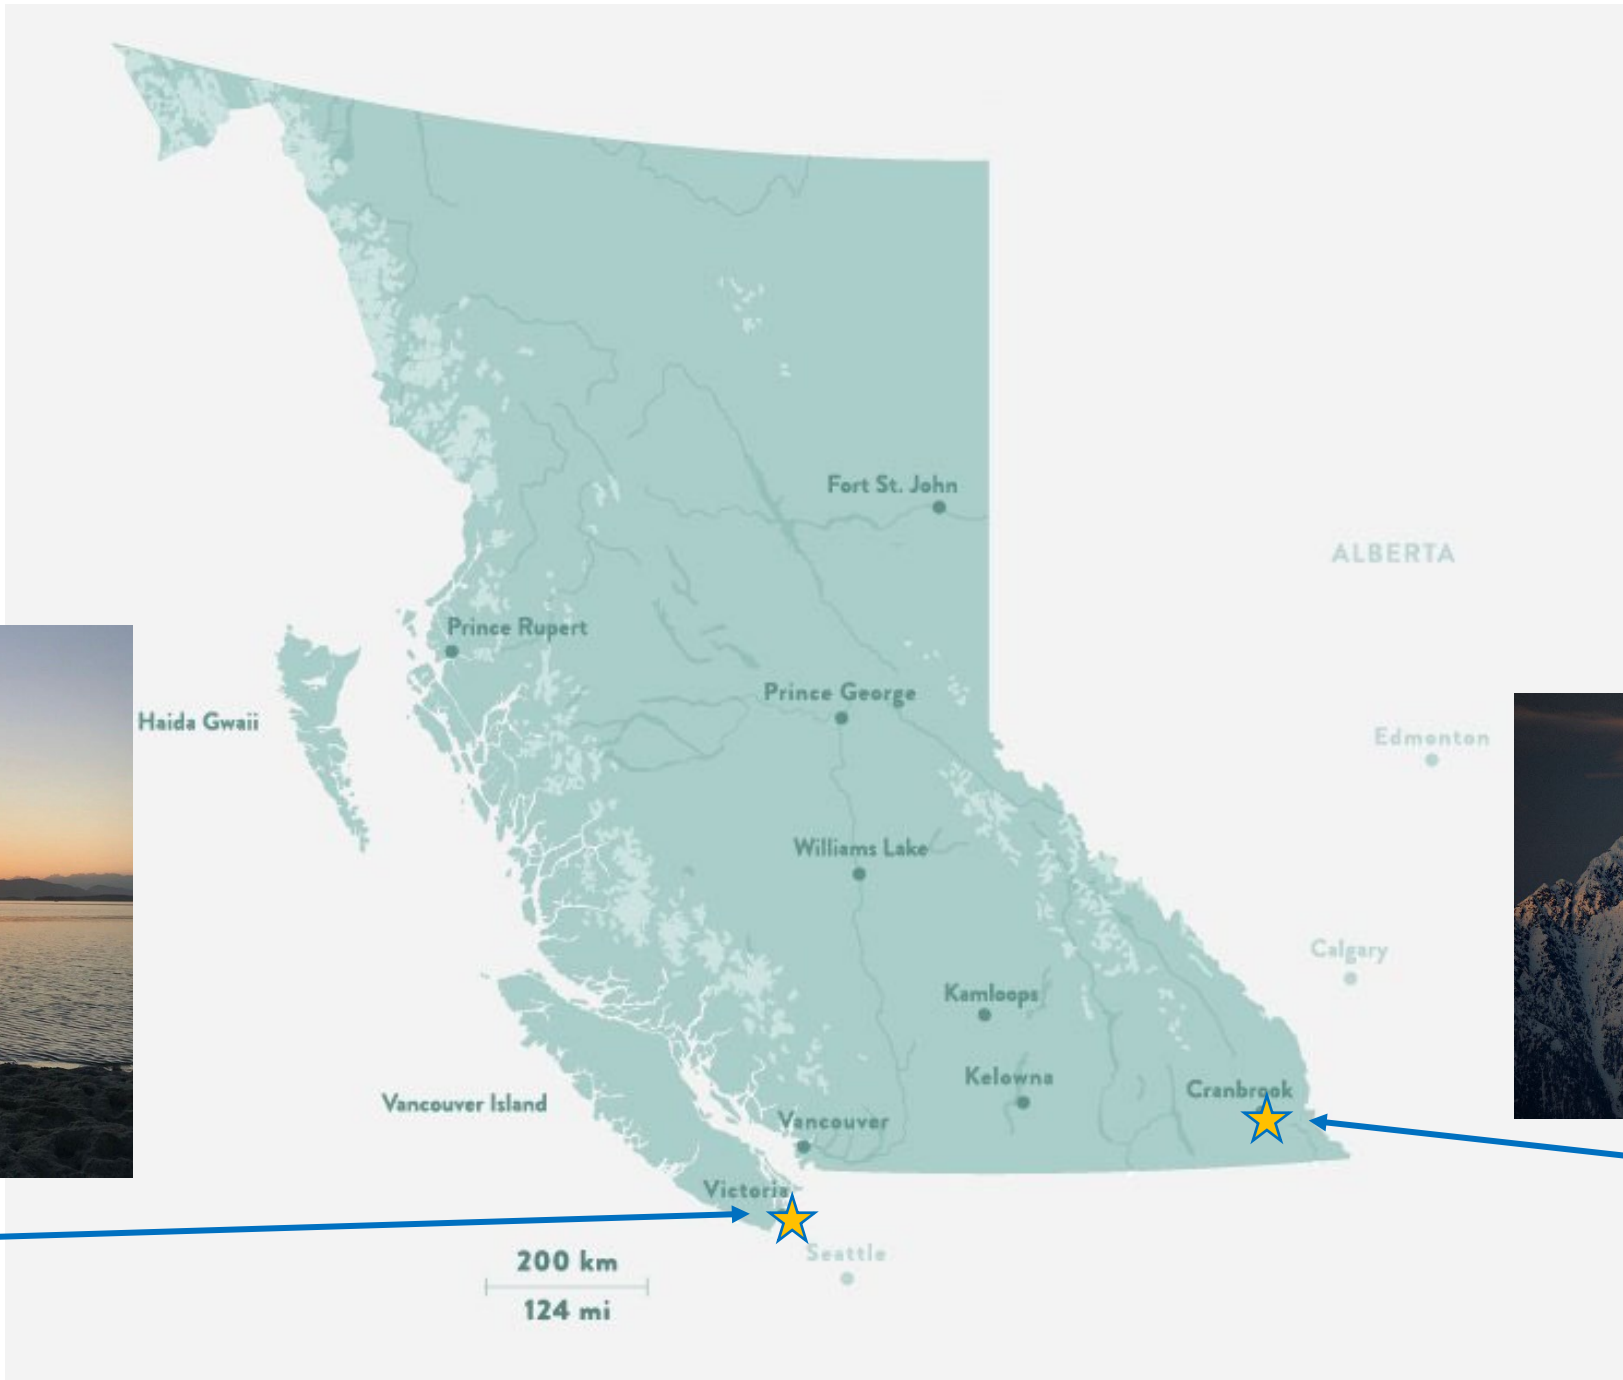 Fort St. John
ALBERTA
Prince Rupert
Prince George
Haida Gwaii
Edmonton
Williams Lake
Calgary
Kamloops
Kelowna
Cranbrook
Vancouver Island
Vancouver
Victoria
Seattle
200 km
124 mi